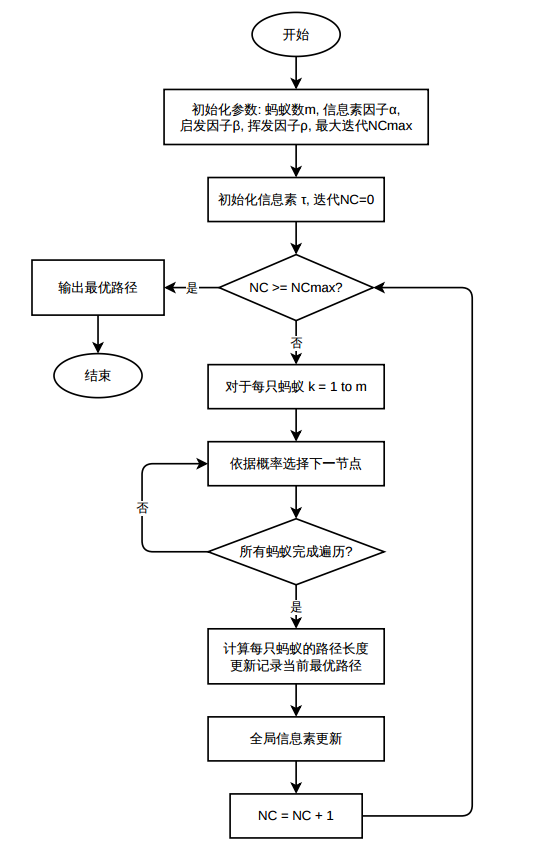 开始
初始化参数: 蚂蚁数m, 信息素因子α,
启发因子β, 挥发因子ρ, 最大迭代NCmax
初始化信息素 τ, 迭代NC=0
NC >= NCmax?
是
输出最优路径
结束
否
对于每只蚂蚁 k = 1 to m
依据概率选择下一节点
否
所有蚂蚁完成遍历?
是
计算每只蚂蚁的路径长度
更新记录当前最优路径
全局信息素更新
NC = NC + 1